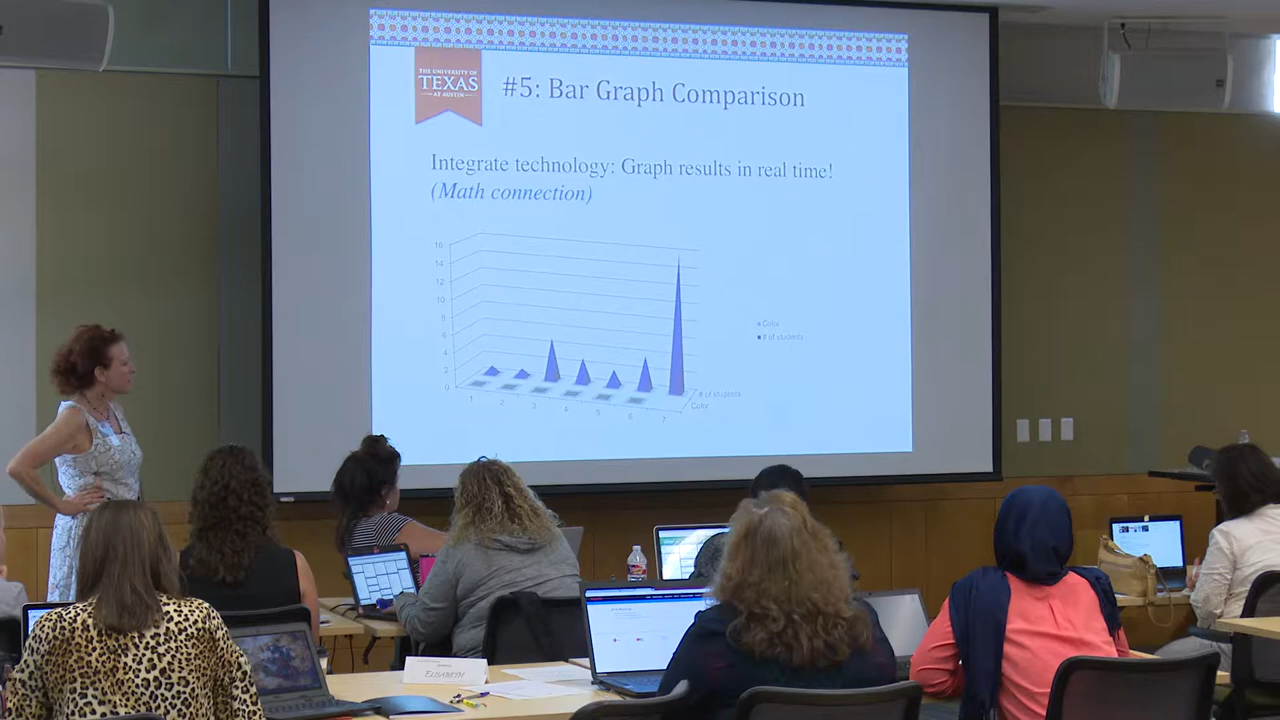 THE UNIVERSITY OF
TEXAS
AT AUSTIN
#5: Bar Graph Comparison
Integrate technology: Graph results in real time!
(Math connection)
16
14
12
10
8
6
4
2
0
1
2
3
4
5
6
7
# of students
Color
Color
# of students
ELISABETH